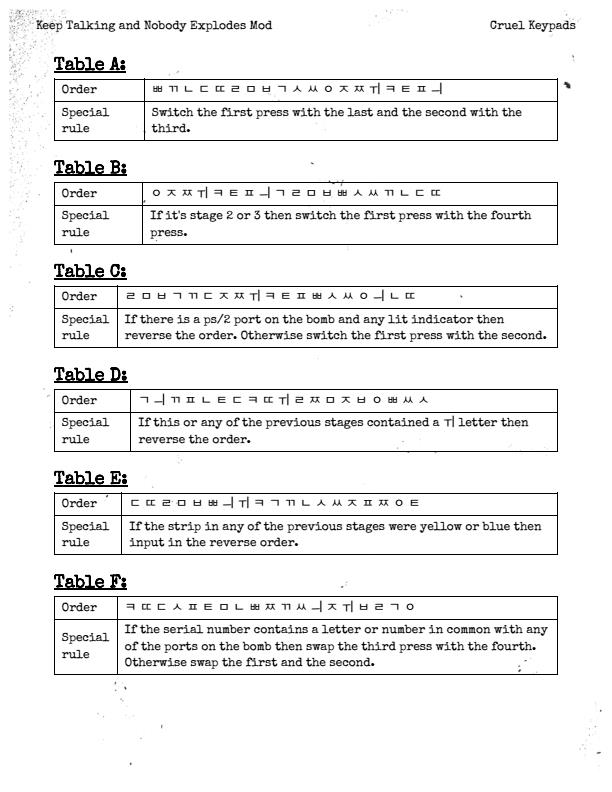 Keep Talking and Nobody Explodes Mod
Cruel Keypads
Table A:
Order ㅃ ㄲ ㄴ ㄷ ㄸ ㄹ ㅁ ㅂ ㄱ ㅅ ㅆ ㅇ ㅈ ㅉ ㅟ ㅋ ㅌ ㅍ ㅢ
Special rule
Switch the first press with the last and the second with the
third.
Table B:
Order ㅇ ㅈ ㅉ ㅟ ㅋ ㅌ ㅍ ㅢ ㄱ ㄹ ㅁ ㅂ ㅃ ㅅ ㅆ ㄲ ㄴ ㄷ ㄸ
Special rule
If it's stage 2 or 3 then switch the first press with the fourth
press.
Table C:
Order ㄹ ㅁ ㅂ ㄱ ㄲ ㄷ ㅈ ㅉ ㅟ ㅋ ㅌ ㅍ ㅃ ㅅ ㅆ ㅇ ㅢ ㄴ ㄸ
Special rule
If there is a ps/2 port on the bomb and any lit indicator then
reverse the order. Otherwise switch the first press with the second.
Table D:
Order ㄱ ㅢ ㄲ ㅍ ㄴ ㅌ ㄷ ㅋ ㄸ ㅟ ㄹ ㅉ ㅁ ㅈ ㅂ ㅇ ㅃ ㅆ ㅅ
Special rule
If this or any of the previous stages contained a ㅟ letter then
reverse the order.
Table E:
Order ㄷ ㄸ ㄹ ㅁ ㅂ ㅃ ㅢ ㅟ ㅋ ㄱ ㄲ ㄴ ㅅ ㅆ ㅈ ㅍ ㅉ ㅇ ㅌ
Special rule
If the strip in any of the previous stages were yellow or blue then
input in the reverse order.
Table F:
Order ㅋ ㄸ ㄷ ㅅ ㅍ ㅌ ㅁ ㄴ ㅃ ㅉ ㄲ ㅆ ㅢ ㅈ ㅟ ㅂ ㄹ ㄱ ㅇ
Special rule
If the serial number contains a letter or number in common with any
of the ports on the bomb then swap the third press with the fourth.
Otherwise swap the first and the second.